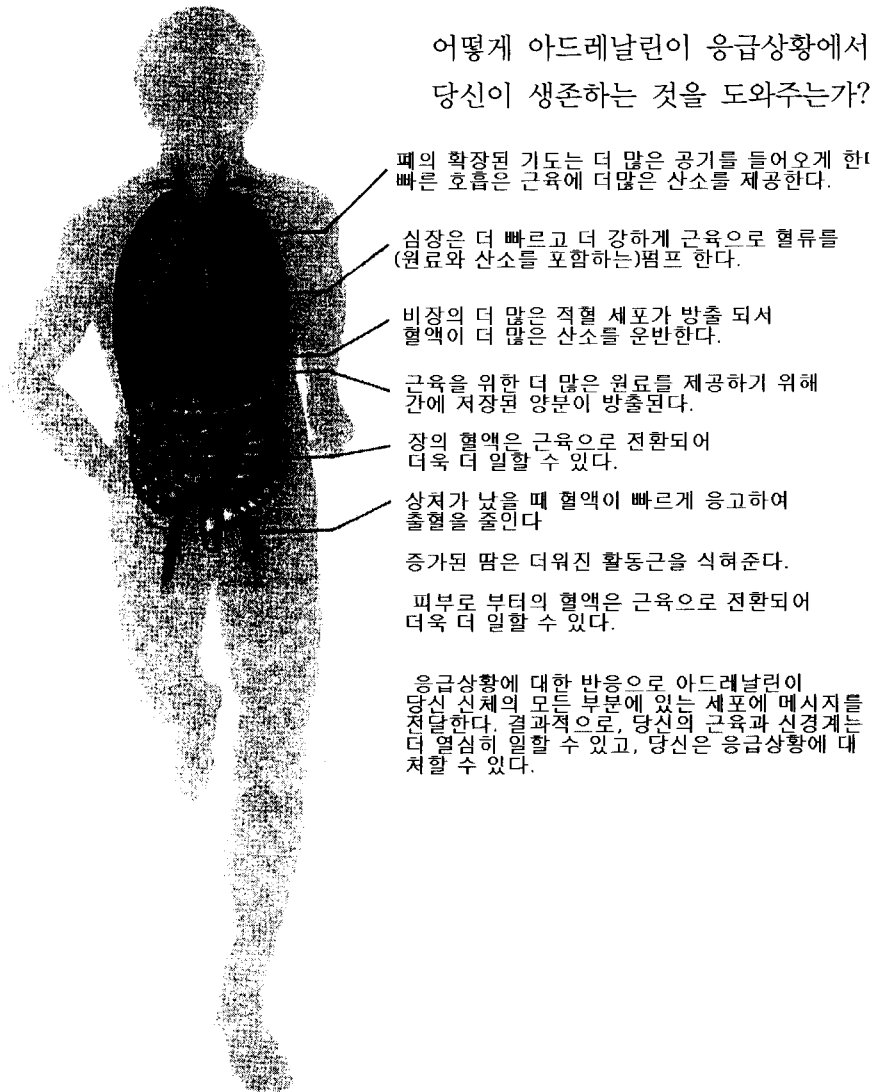 어떻게 아드레날린이 응급상황에서
당신이 생존하는 것을 도와주는가?
폐의 확장된 기도는 더 많은 공기를 들어오게 한
빠른 호흡은 근육에 더많은 산소를 제공한다.
심장은 더 빠르고 더 강하게 근육으로 혈류를
(원료와 산소를 포함하는)펌프 한다.
비장의 더 많은 적혈 세포가 방출 되서
혈액이 더 많은 산소를 운반한다.
근육을 위한 더 많은 원료를 제공하기 위해
간에 저장된 양분이 방출된다.
장의 혈액은 근육으로 전환되어
더욱 더 일할 수 있다.
상처가 났을 때 혈액이 빠르게 응고하여
출혈을 줄인다
증가된 땀은 더워진 활동근을 식혀준다.
피부로 부터의 혈액은 근육으로 전환되어
더욱 더 일할 수 있다.
응급상황에 대한 반응으로 아드레날린이
당신 신체의 모든 부분에 있는 세포에 메시지를
전달한다. 결과적으로, 당신의 근육과 신경계는
더 열심히 일할 수 있고, 당신은 응급상황에 대
처할 수 있다.